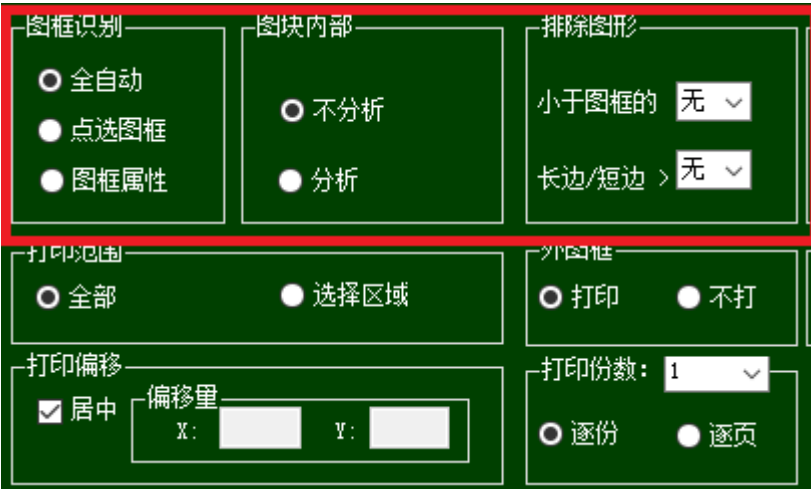 图框识别 图块内部 排除图形
全自动 不分析 小于图框的 无
点选图框
图框属性 分析 长边/短边 > 无
打印范围 外图框
全部 选择区域 打印 不打
打印偏移 打印份数: 1
居中 偏移量
X: Y: 逐份 逐页